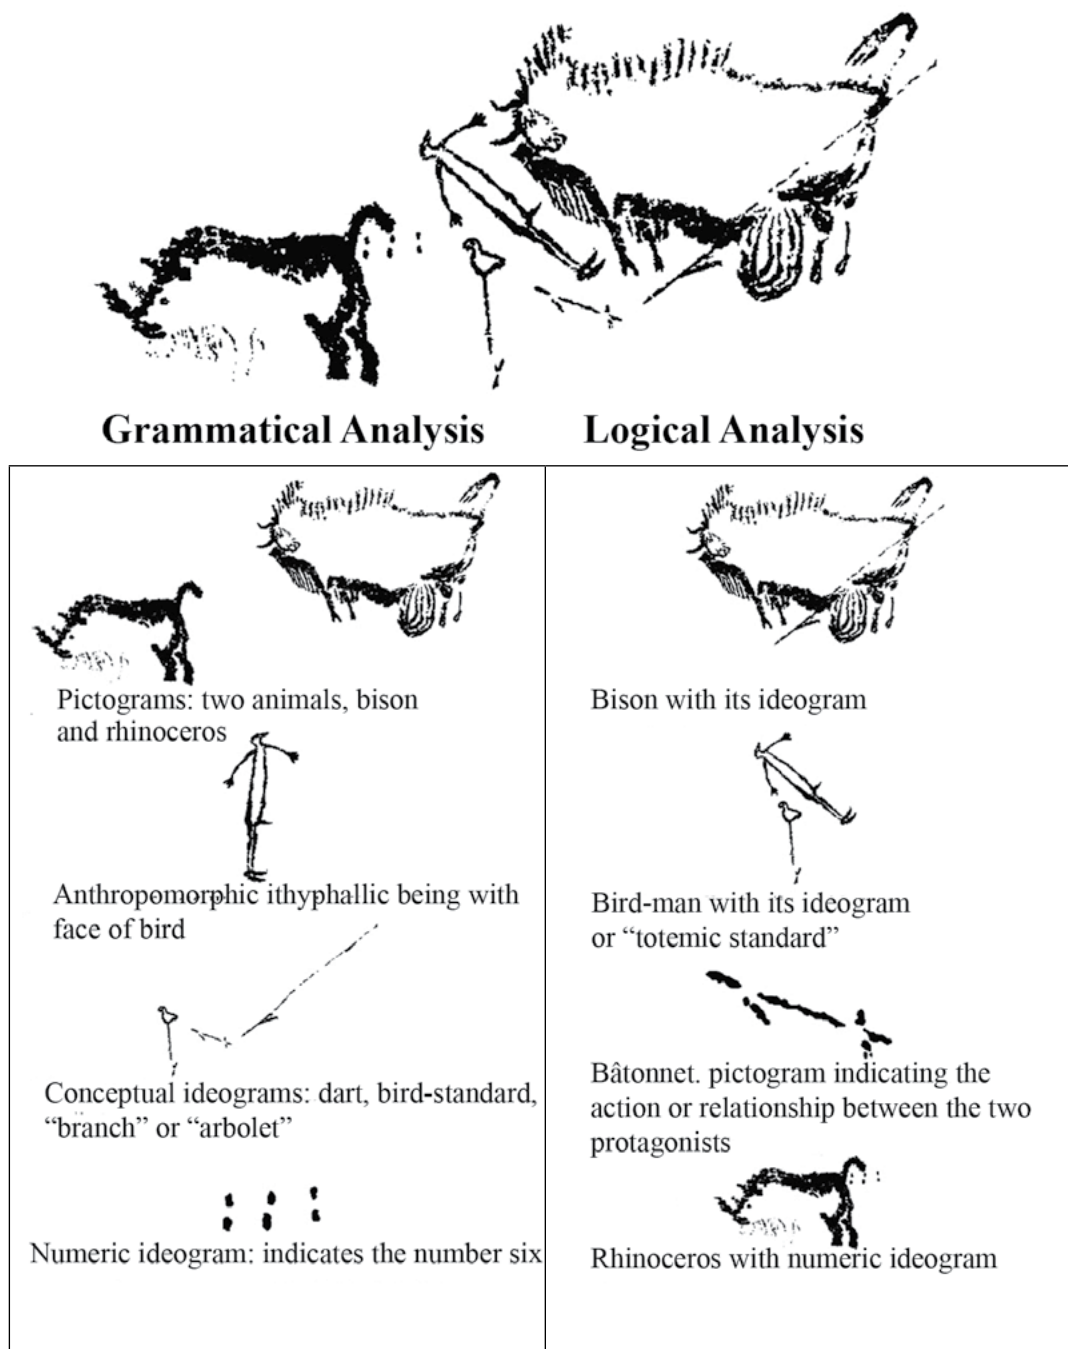 Grammatical Analysis
Logical Analysis
Pictograms: two animals, bison
and rhinoceros
Anthropomorphic ithyphallic being with
face of bird
Conceptual ideograms: dart, bird-standard,
“branch” or “arbolet”
Numeric ideogram: indicates the number six
Bison with its ideogram
Bird-man with its ideogram
or “totemic standard”
Bâtonnet. pictogram indicating the
action or relationship between the two
protagonists
Rhinoceros with numeric ideogram